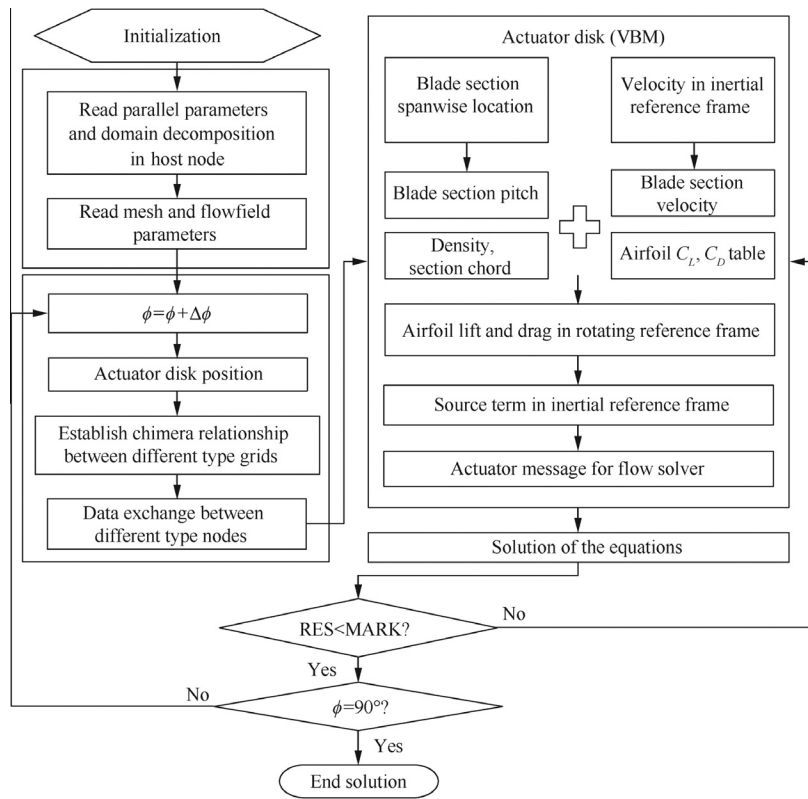 Initialization
Read parallel parameters
and domain decomposition
in host node
Read mesh and flowfield
parameters
ϕ=ϕ+Δϕ
Actuator disk position
Establish chimera relationship
between different type grids
Data exchange between
different type nodes
Actuator disk (VBM)
Blade section
spanwise location
Velocity in inertial
reference frame
Blade section pitch
Blade section
velocity
Density,
section chord
Airfoil C_L, C_D table
Airfoil lift and drag in rotating reference frame
Source term in inertial reference frame
Actuator message for flow solver
Solution of the equations
RES<MARK?
No
Yes
No
ϕ=90°?
Yes
End solution